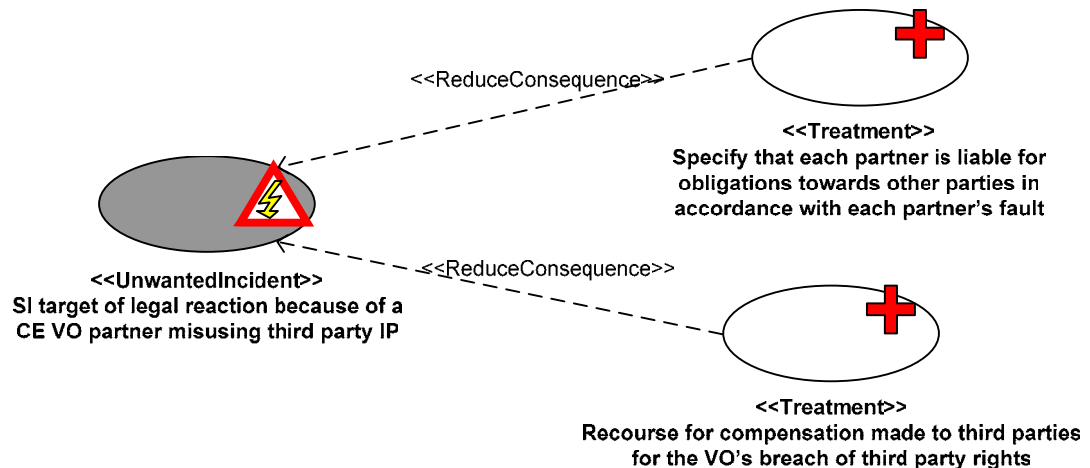 <<ReduceConsequence>>
<<Treatment>>
Specify that each partner is liable for
obligations towards other parties in
accordance with each partner's fault
<<UnwantedIncident>>
SI target of legal reaction because of a
CE VO partner misusing third party IP
<<ReduceConsequence>>
<<Treatment>>
Recourse for compensation made to third parties
for the VO's breach of third party rights